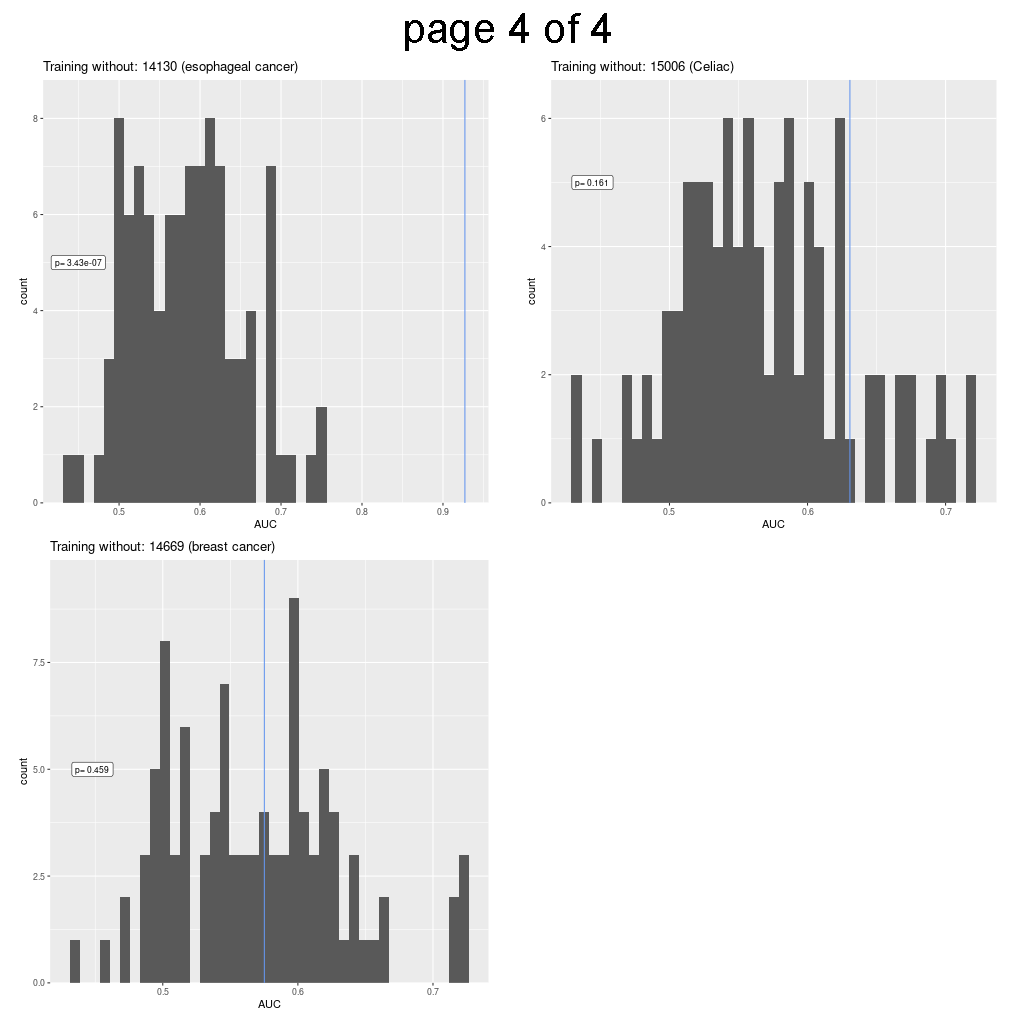 page 4 of 4
Training without: 14130 (esophageal cancer)
8
6
4
2
0
count
p= 3.43e-07
0.5 0.6 0.7 0.8 0.9
AUC
Training without: 15006 (Celiac)
6
4
2
0
count
p= 0.161
0.5 0.6 0.7
AUC
Training without: 14669 (breast cancer)
7.5
5.0
2.5
0.0
count
p= 0.459
0.5 0.6 0.7
AUC